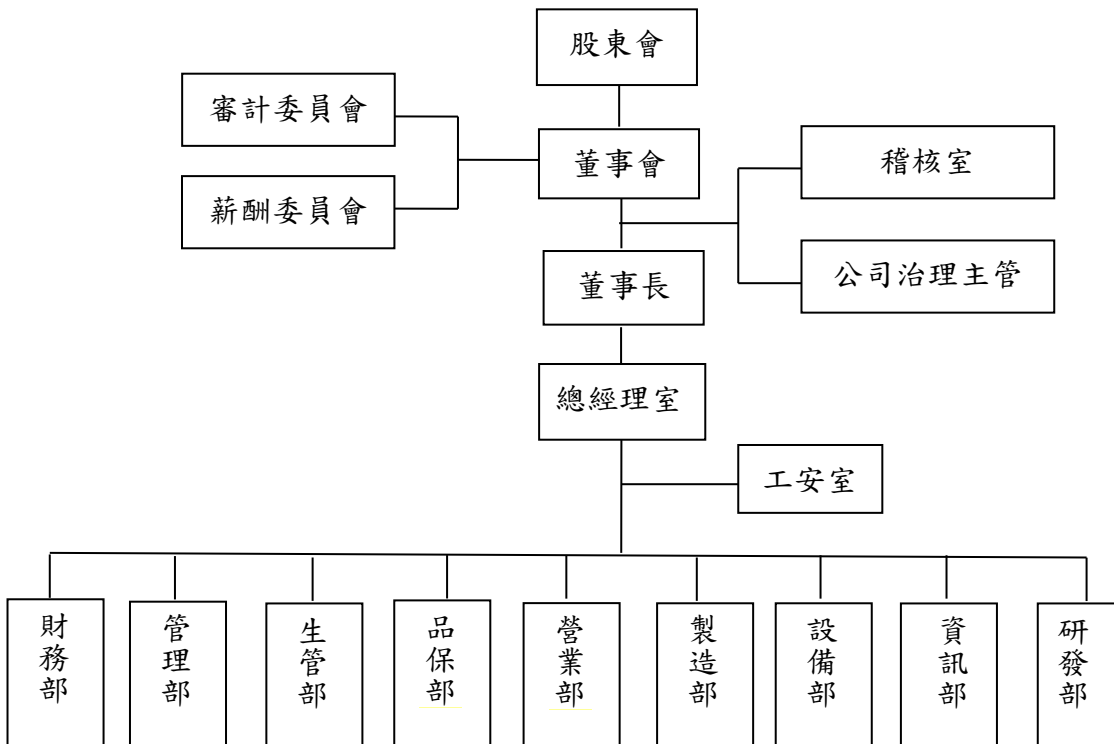 股東會
審計委員會
董事會
稽核室
薪酬委員會
公司治理主管
董事長
總經理室
工安室
財務部
管理部
生管部
品保部
營業部
製造部
設備部
資訊部
研發部